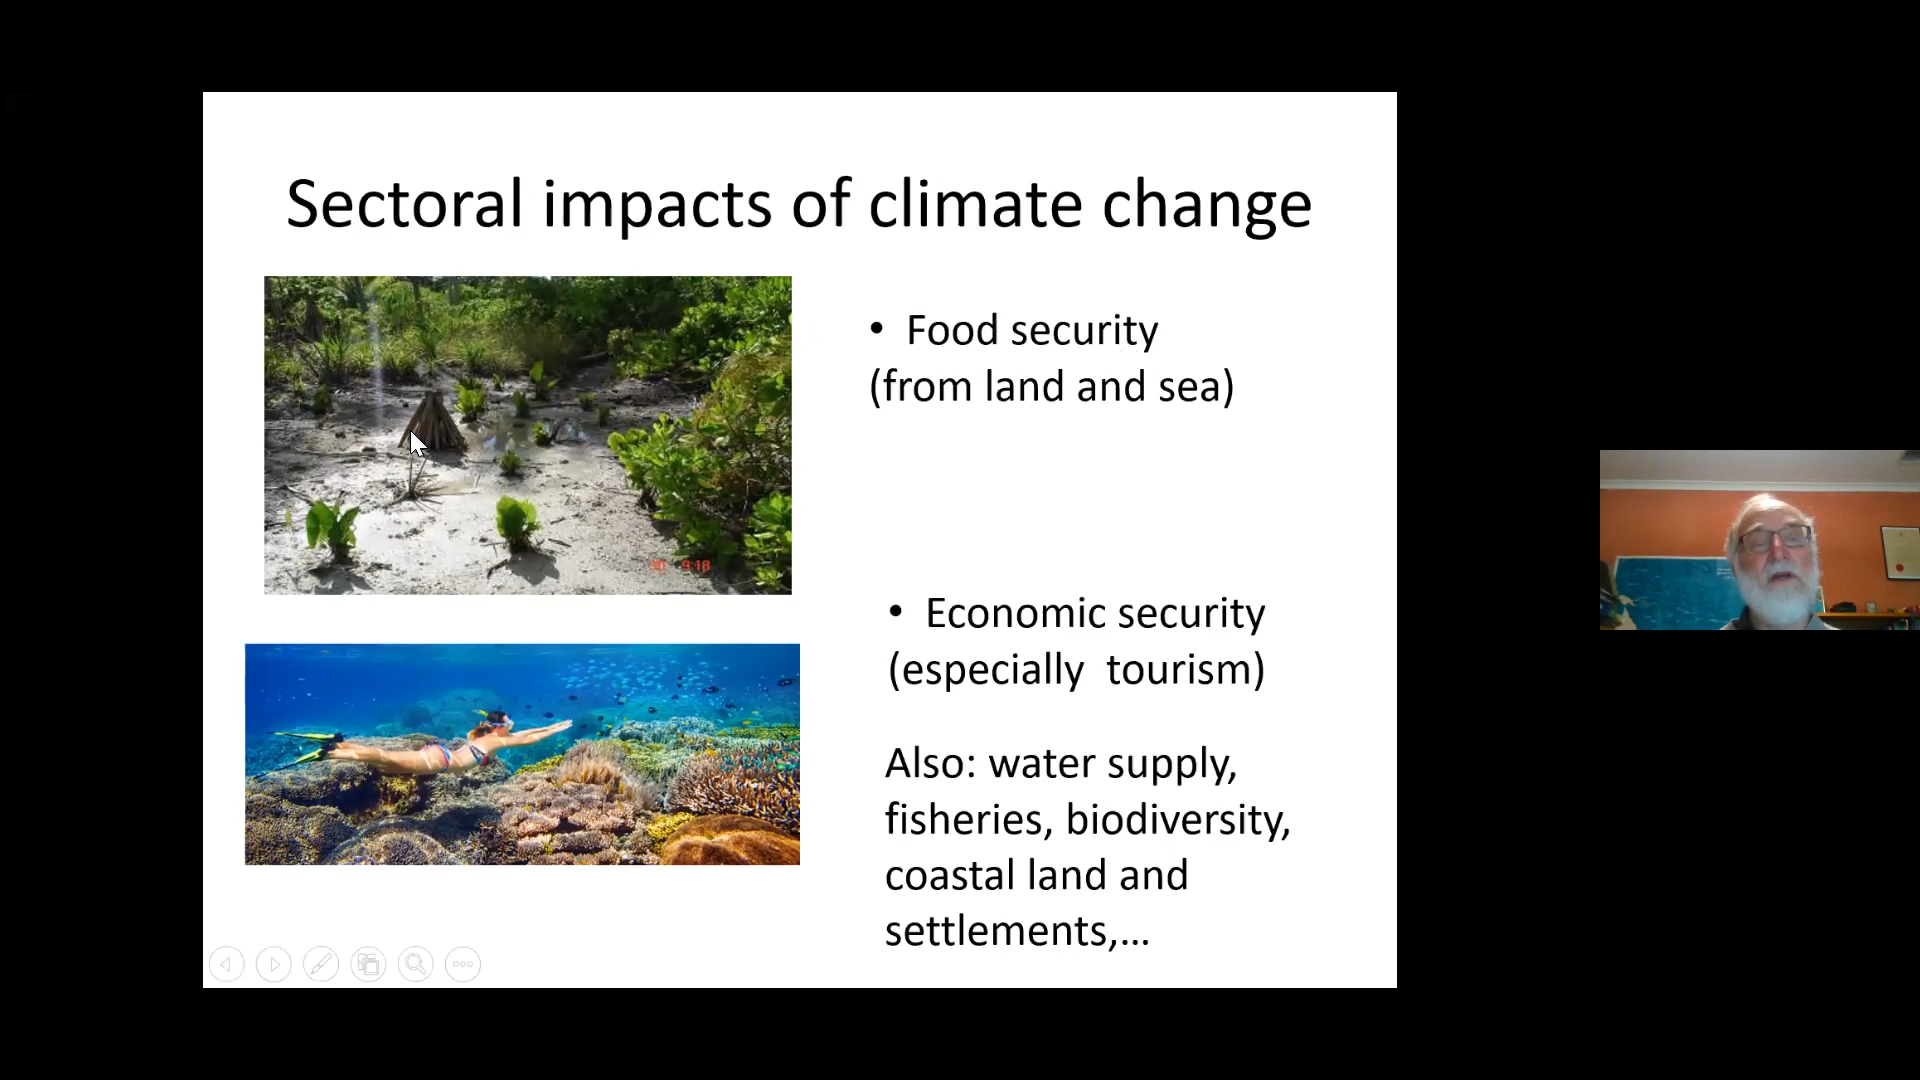 Sectoral impacts of climate change
• Food security
(from land and sea)
• Economic security
(especially tourism)
Also: water supply,
fisheries, biodiversity,
coastal land and
settlements,...